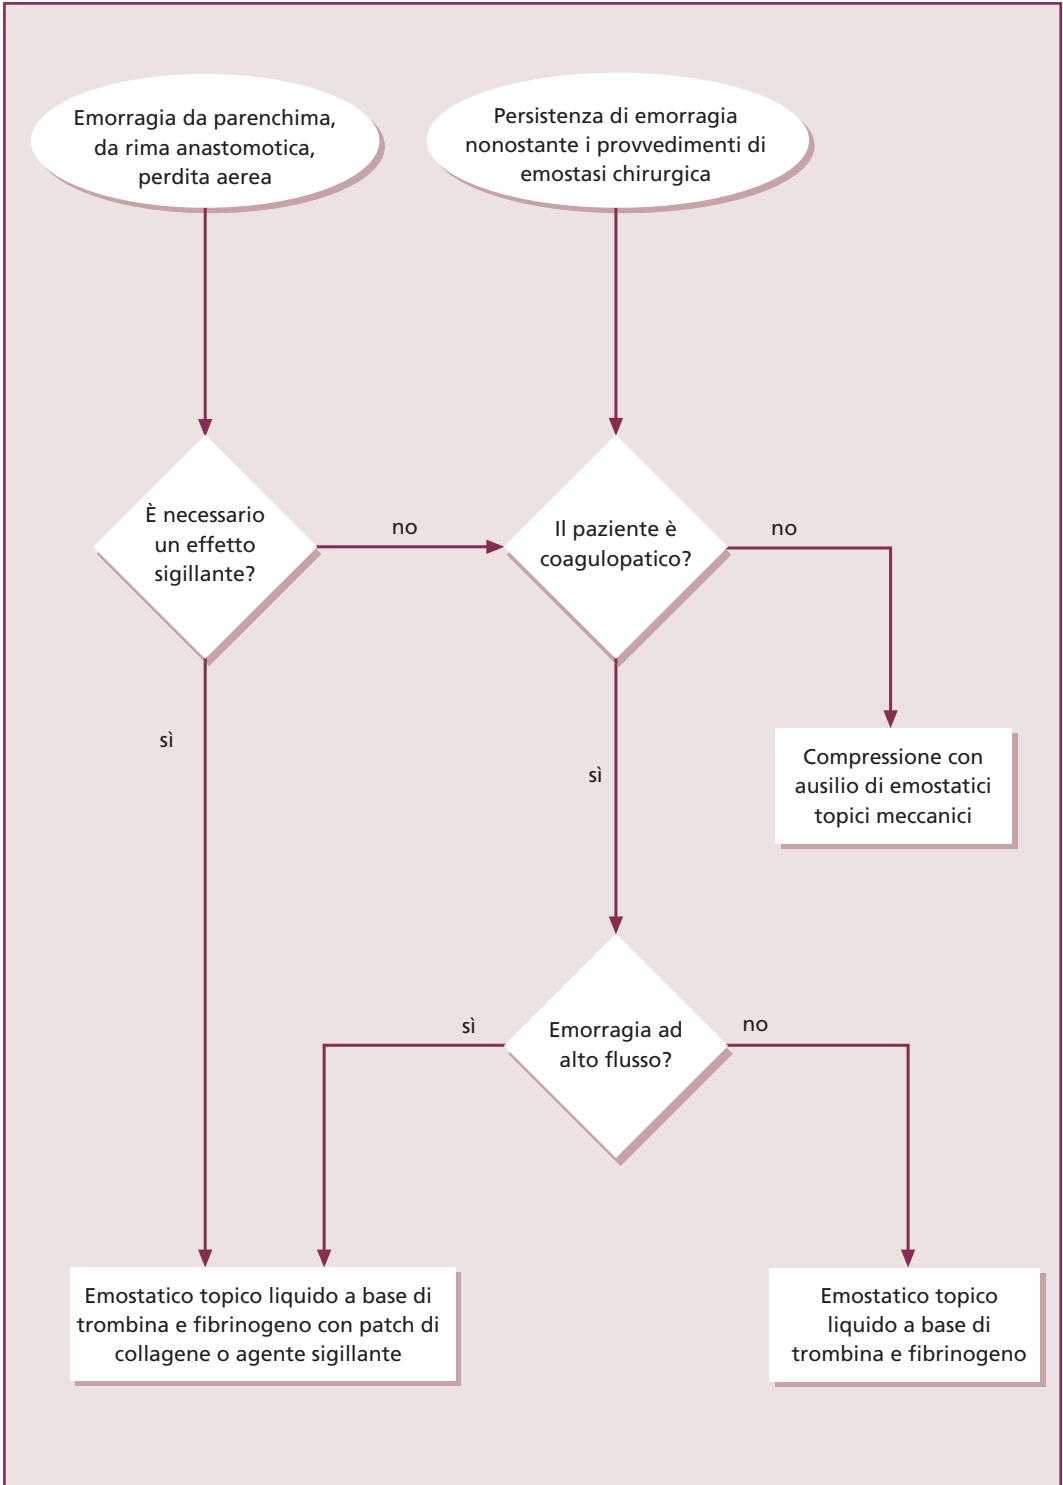 Emorragia da parenchima,
da rima anastomotica,
perdita aerea
Persistenza di emorragia
nonostante i provvedimenti di
emostasi chirurgica
È necessario
un effetto
sigillante?
no
Il paziente è
coagulopatico?
no
sì
sì
Compressione con
ausilio di emostatici
topici meccanici
sì
Emorragia ad
alto flusso?
no
Emostatico topico liquido a base di
trombina e fibrinogeno con patch di
collagene o agente sigillante
Emostatico topico
liquido a base di
trombina e fibrinogeno